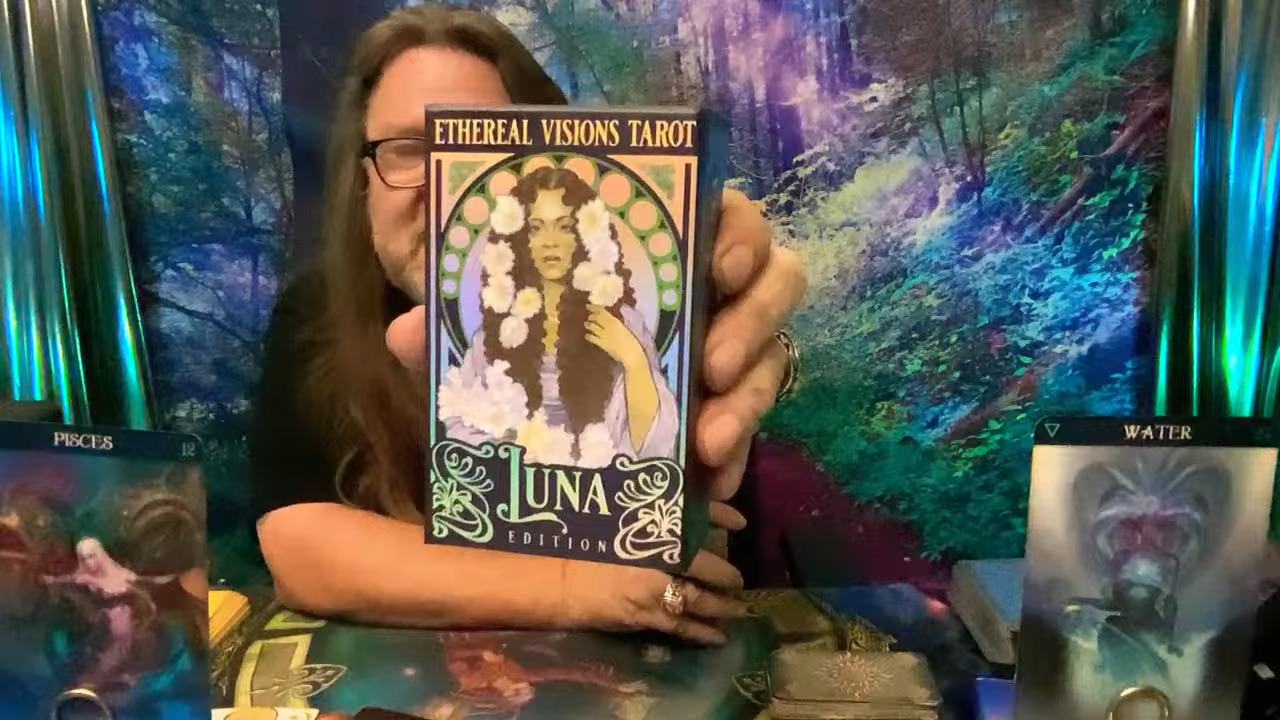 ETHEREAL VISIONS TAROT
LUNA
EDITION
PISCES 12
WATER